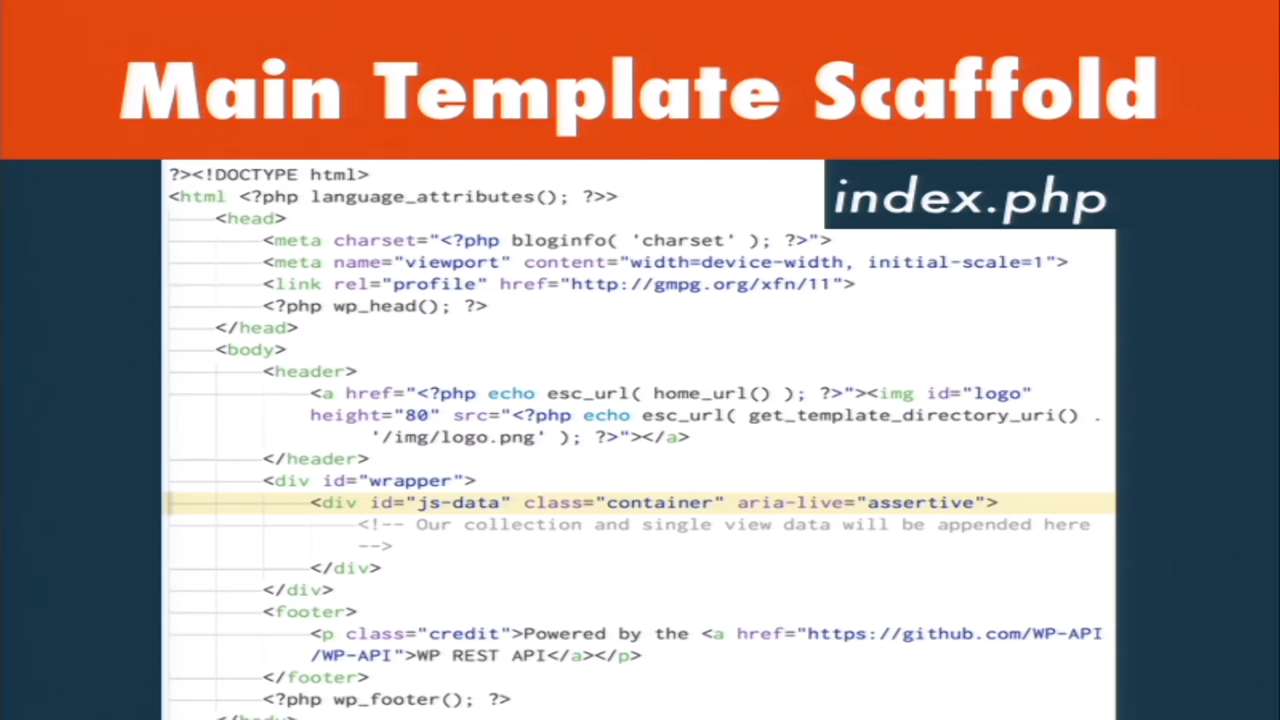 Main Template Scaffold
index.php
?><!DOCTYPE html>
<html <?php language_attributes(); ?>>
<head>
<meta charset="<?php bloginfo( 'charset' ); ?>">
<meta name="viewport" content="width=device-width, initial-scale=1">
<link rel="profile" href="http://gmpg.org/xfn/11">
<?php wp_head(); ?>
</head>
<body>
<header>
<a href="<?php echo esc_url( home_url() ); ?>"><img id="logo"
height="80" src="<?php echo esc_url( get_template_directory_uri() .
'/img/logo.png' ); ?>"></a>
</header>
<div id="wrapper">
<div id="js-data" class="container" aria-live="assertive">
<!-- Our collection and single view data will be appended here
-->
</div>
</div>
<footer>
<p class="credit">Powered by the <a href="https://github.com/WP-API
/WP-API">WP REST API</a></p>
</footer>
<?php wp_footer(); ?>
</body>